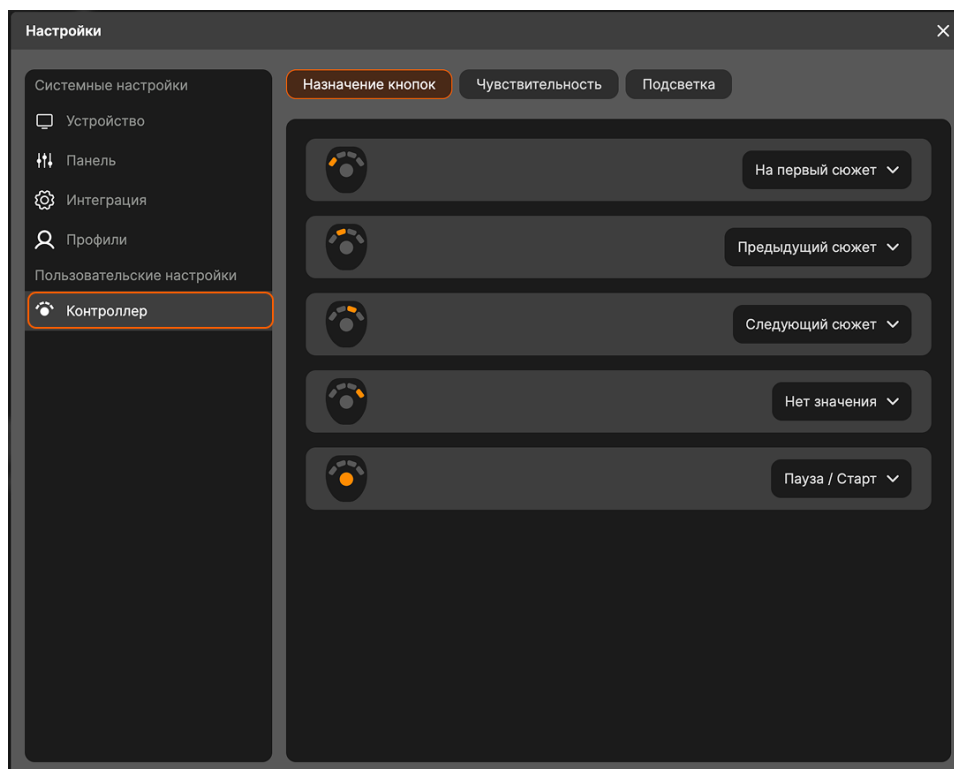 Настройки
Системные настройки
Устройство
Панель
Интеграция
Профили
Пользовательские настройки
Контроллер
Назначение кнопок
Чувствительность
Подсветка
На первый сюжет
Предыдущий сюжет
Следующий сюжет
Нет значения
Пауза / Старт